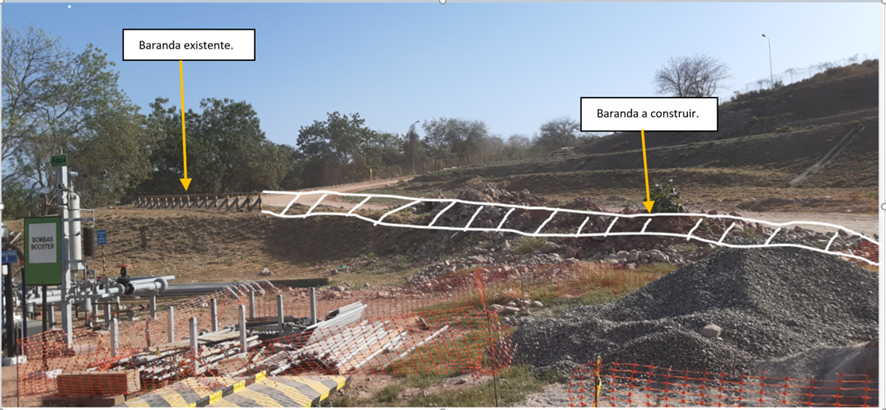 Baranda existente.
Baranda a construir.
BOMBAS
BOOSTER